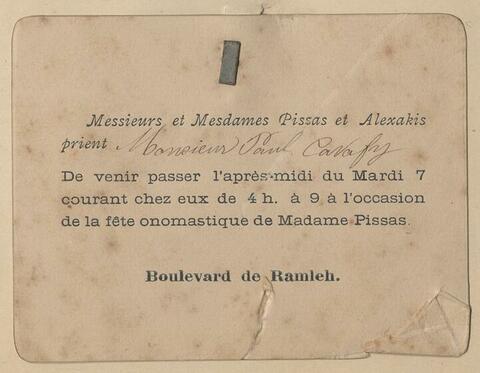 Messieurs et Mesdames Pissas et Alexakis
prient Monsieur Paul Cavafy
De venir passer l'après-midi du Mardi 7
courant chez eux de 4 h. à 9 à l'occasion
de la fête onomastique de Madame Pissas.
Boulevard de Ramleh.